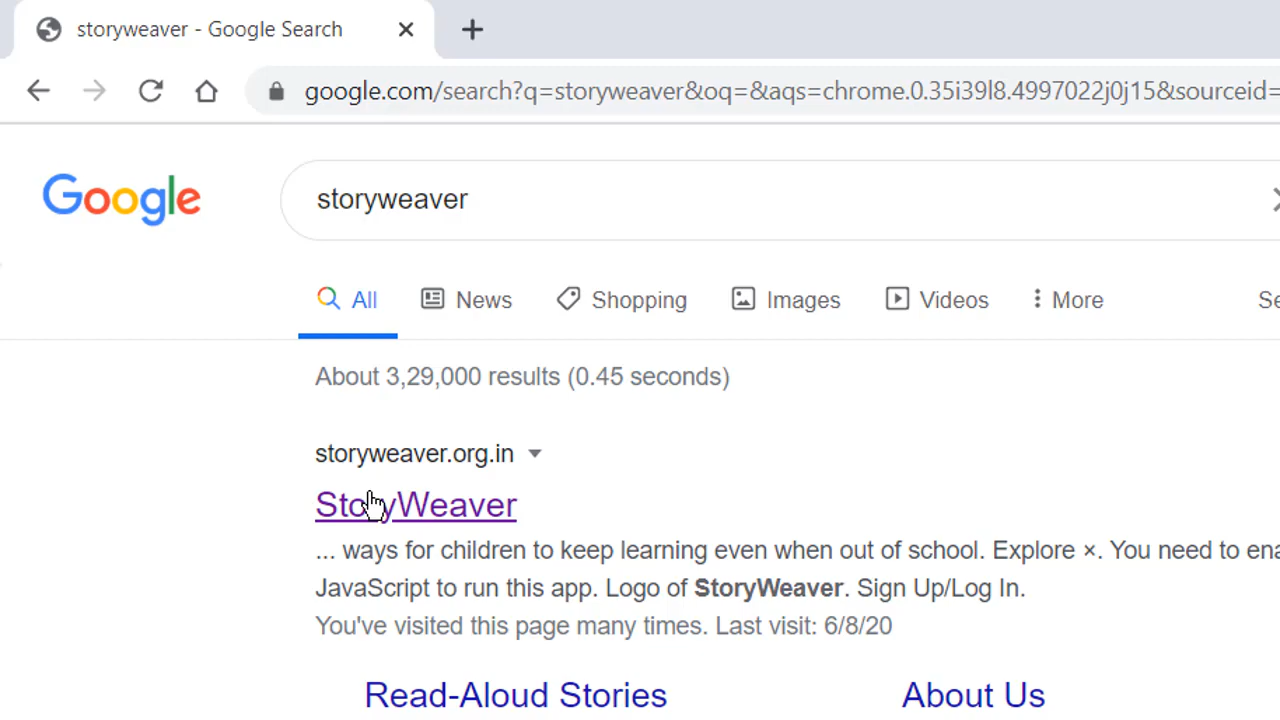 storyweaver - Google Search
google.com/search?q=storyweaver&oq=&aqs=chrome.0.35i39l8.4997022j0j15&sourceid=
Google
storyweaver
All News Shopping Images Videos More
About 3,29,000 results (0.45 seconds)
storyweaver.org.in
StoryWeaver
... ways for children to keep learning even when out of school. Explore ×. You need to
JavaScript to run this app. Logo of StoryWeaver. Sign Up/Log In.
You've visited this page many times. Last visit: 6/8/20
Read-Aloud Stories About Us